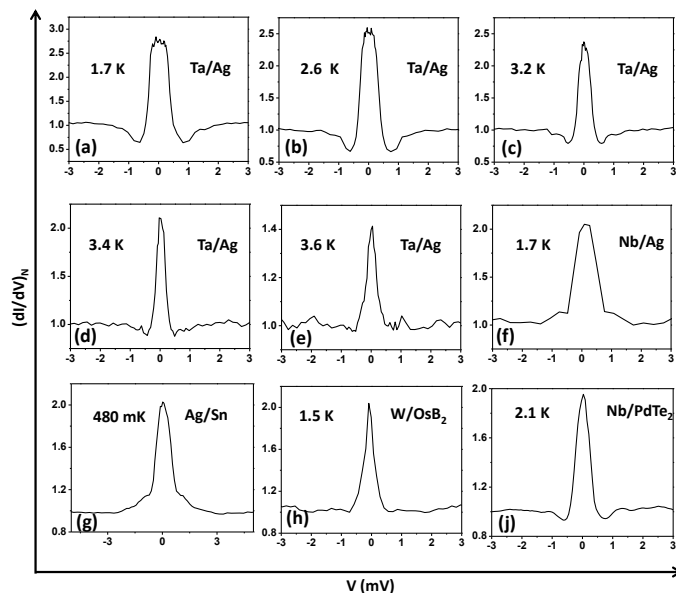 3.0
2.5
2.0
1.5
1.0
0.5
1.7 K
Ta/Ag
(a)
-3 -2 -1 0 1 2 3
2.5
2.0
1.5
1.0
0.5
2.6 K
Ta/Ag
(b)
-3 -2 -1 0 1 2 3
2.5
2.0
1.5
1.0
0.5
3.2 K
Ta/Ag
(c)
-3 -2 -1 0 1 2 3
2.0
1.5
1.0
3.4 K
Ta/Ag
(d)
-3 -2 -1 0 1 2 3
1.4
1.2
1.0
3.6 K
Ta/Ag
(e)
-3 -2 -1 0 1 2 3
2.0
1.5
1.0
1.7 K
Nb/Ag
(f)
-3 -2 -1 0 1 2 3
2.0
1.6
1.2
0.8
480 mK
Ag/Sn
(g)
-3 0 3
2.0
1.6
1.2
0.8
1.5 K
W/OsB₂
(h)
-3 -2 -1 0 1 2 3
2.0
1.6
1.2
0.8
2.1 K
Nb/PdTe₂
(j)
-3 -2 -1 0 1 2 3
(dI/dV)N
V (mV)